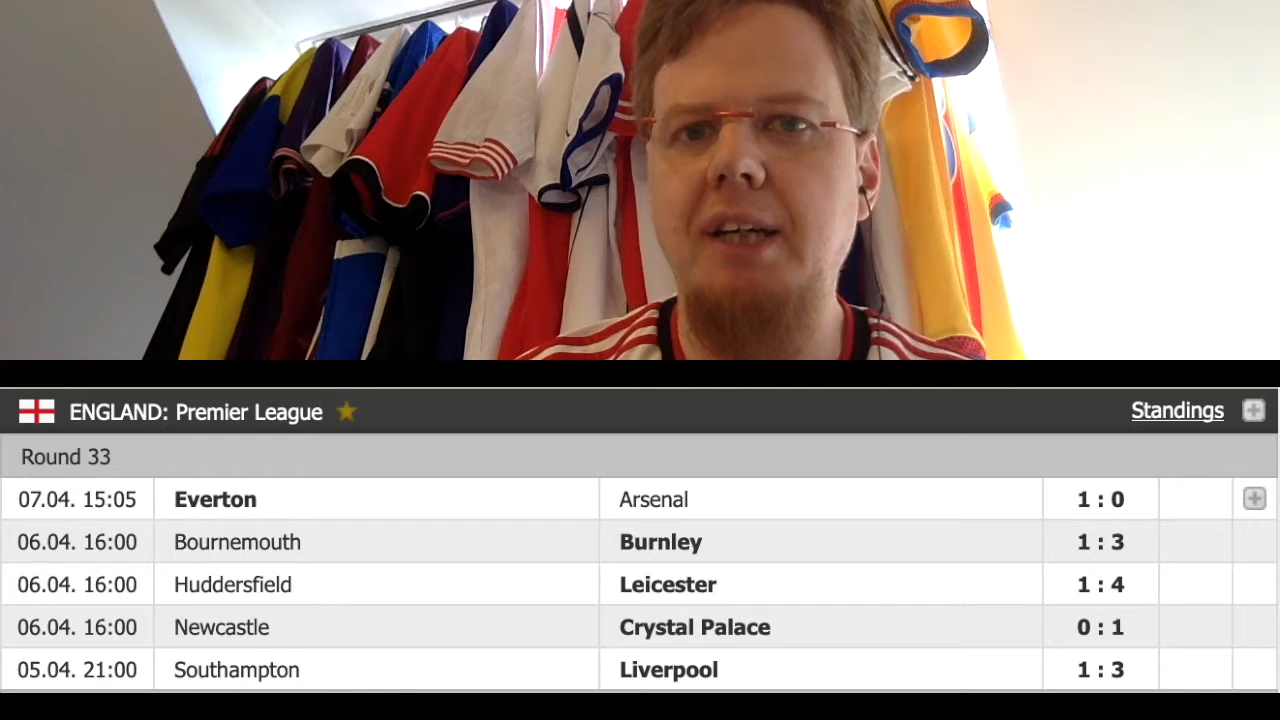 ENGLAND: Premier League Standings
Round 33
07.04. 15:05 Everton Arsenal 1 : 0
06.04. 16:00 Bournemouth Burnley 1 : 3
06.04. 16:00 Huddersfield Leicester 1 : 4
06.04. 16:00 Newcastle Crystal Palace 0 : 1
05.04. 21:00 Southampton Liverpool 1 : 3